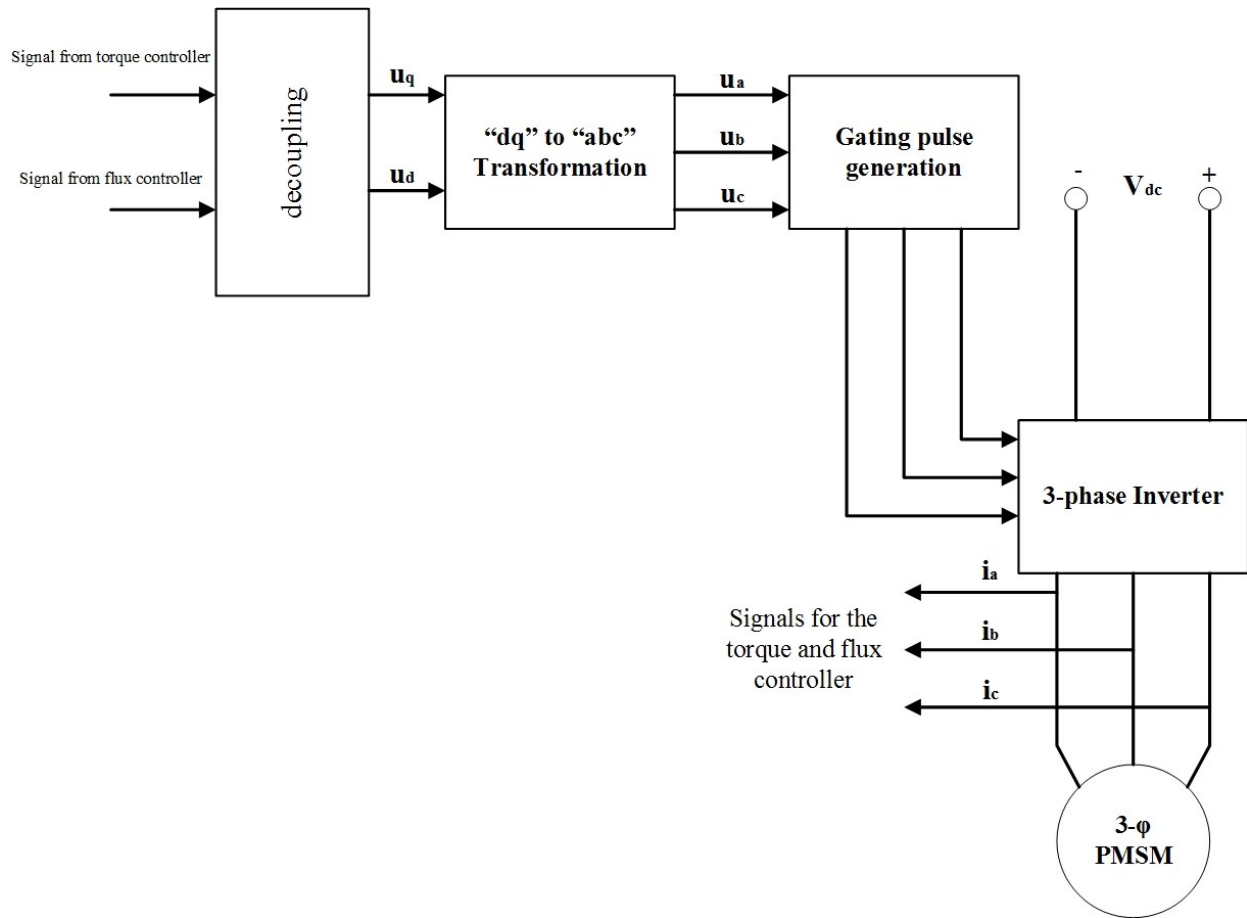 Signal from torque controller
Signal from flux controller
decoupling
uq
ud
“dq” to “abc”
Transformation
ua
ub
uc
Gating pulse
generation
- Vdc +
3-phase Inverter
ia
ib
ic
Signals for the
torque and flux
controller
3-φ
PMSM